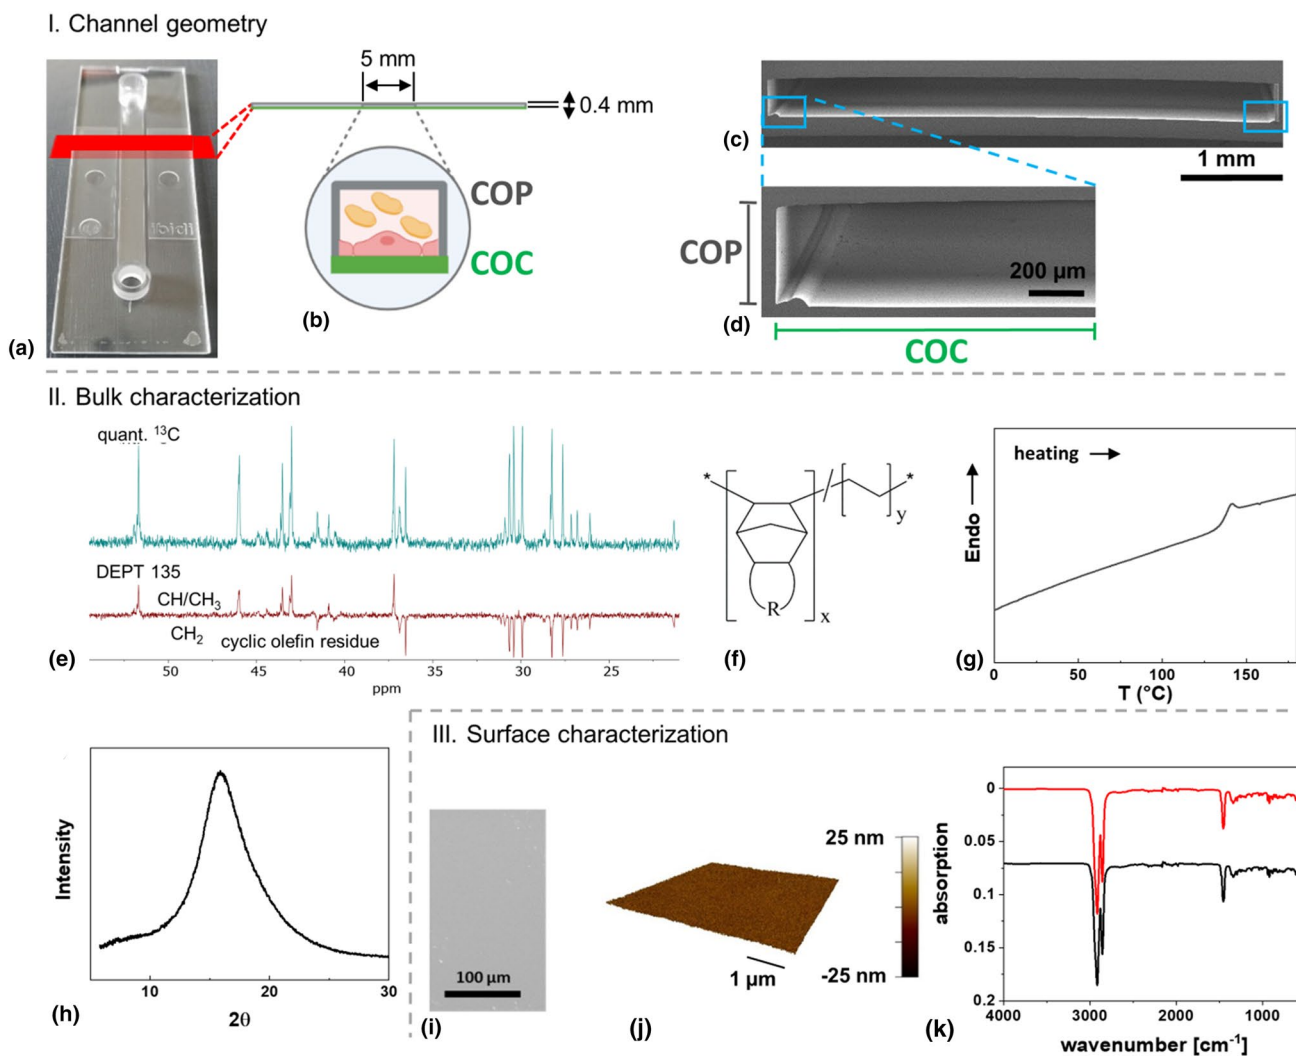 I. Channel geometry
5 mm
0.4 mm
COP
COC
(a)
(b)
(c)
1 mm
COP
200 µm
(d)
COC
II. Bulk characterization
quant. ¹³C
DEPT 135
CH/CH₃
CH₂
cyclic olefin residue
50 45 40 35 30 25
ppm
(e)
* * y
R
x
(f)
heating
Endo
0 50 100 150
T (°C)
(g)
Intensity
10 20 30
2θ
(h)
III. Surface characterization
100 µm
(i)
25 nm
-25 nm
1 µm
(j)
0
0.05
0.1
0.15
0.2
absorption
4000 3000 2000 1000
wavenumber [cm⁻¹]
(k)